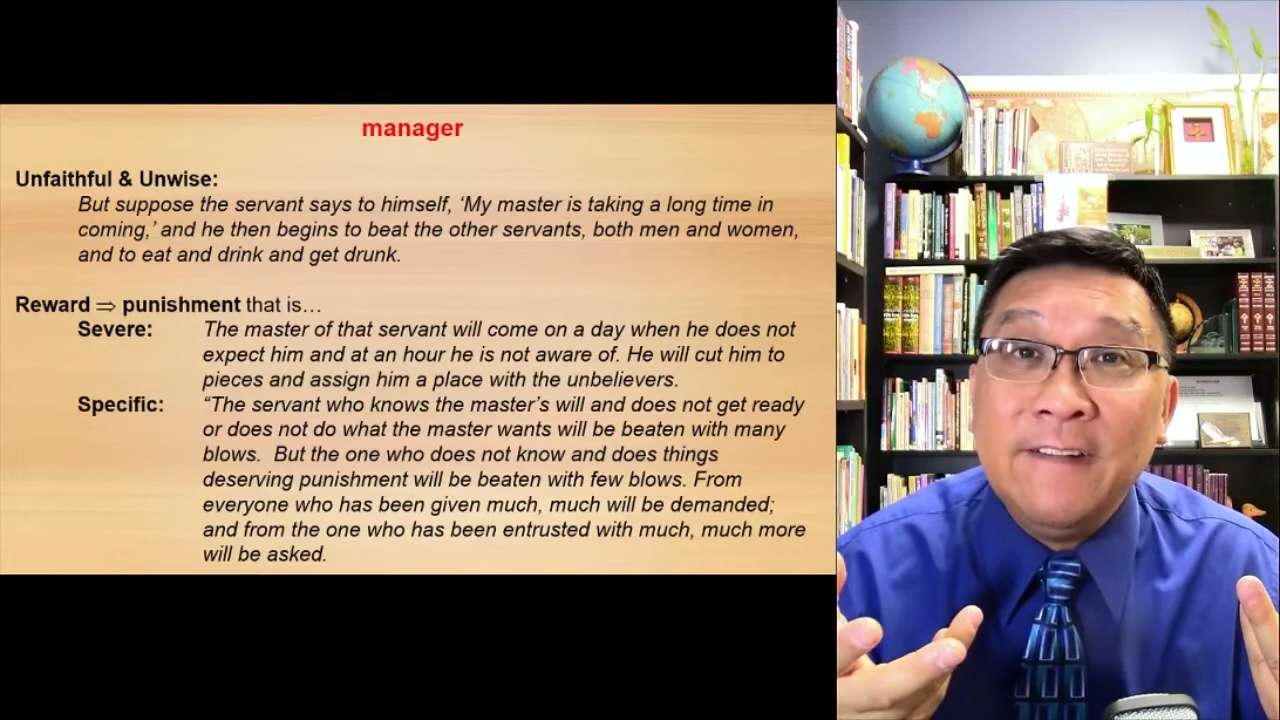 manager
Unfaithful & Unwise:
But suppose the servant says to himself, ‘My master is taking a long time in
coming,’ and he then begins to beat the other servants, both men and women,
and to eat and drink and get drunk.
Reward ⇒ punishment that is…
Severe: The master of that servant will come on a day when he does not
expect him and at an hour he is not aware of. He will cut him to
pieces and assign him a place with the unbelievers.
Specific: “The servant who knows the master’s will and does not get ready
or does not do what the master wants will be beaten with many
blows.  But the one who does not know and does things
deserving punishment will be beaten with few blows. From
everyone who has been given much, much will be demanded;
and from the one who has been entrusted with much, much more
will be asked.